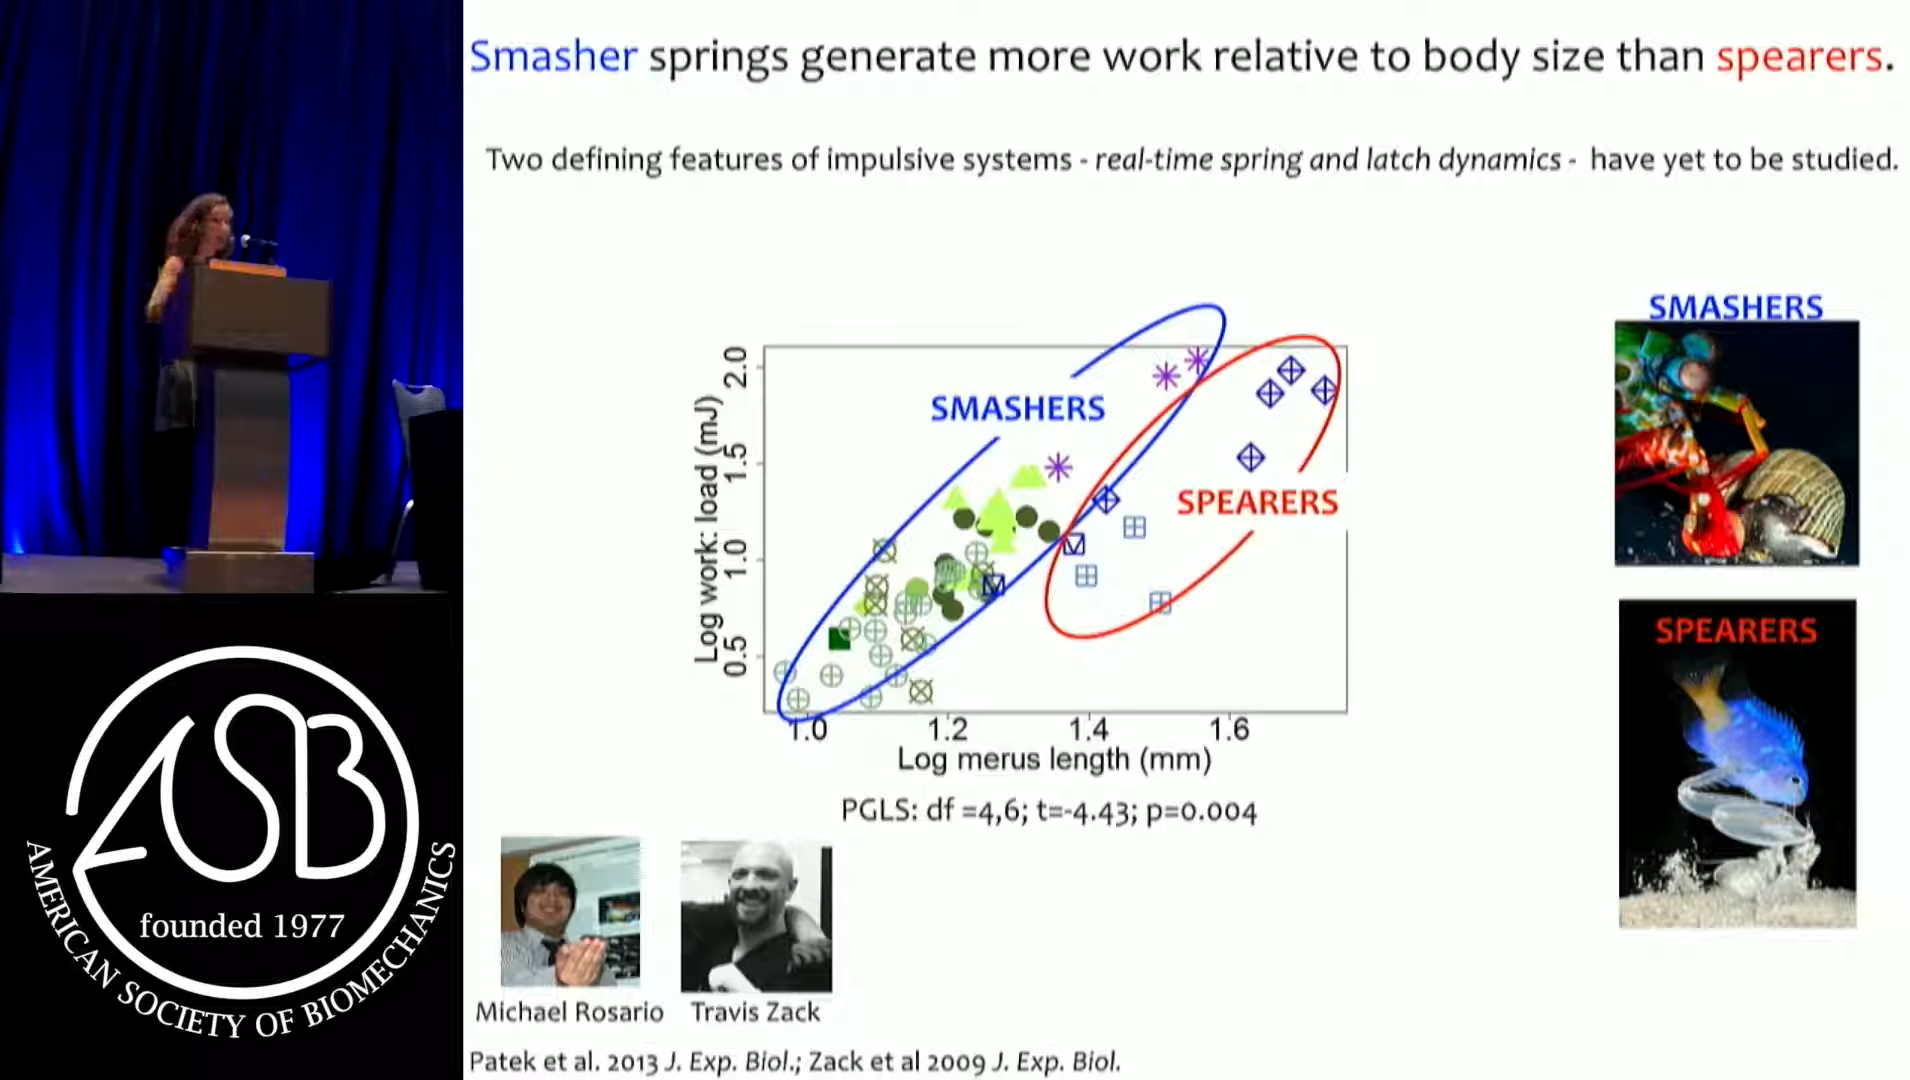 Smasher springs generate more work relative to body size than spearers.
Two defining features of impulsive systems - real-time spring and latch dynamics - have yet to be studied.
SMASHERS
SPEARERS
Log work: load (mJ)
0.5
1.0
1.5
2.0
1.0
1.2
1.4
1.6
Log merus length (mm)
PGLS: df =4,6; t=-4.43; p=0.004
SMASHERS
SPEARERS
Michael Rosario
Travis Zack
Patek et al. 2013 J. Exp. Biol.; Zack et al 2009 J. Exp. Biol.
ASB
founded 1977
AMERICAN SOCIETY OF BIOMECHANICS